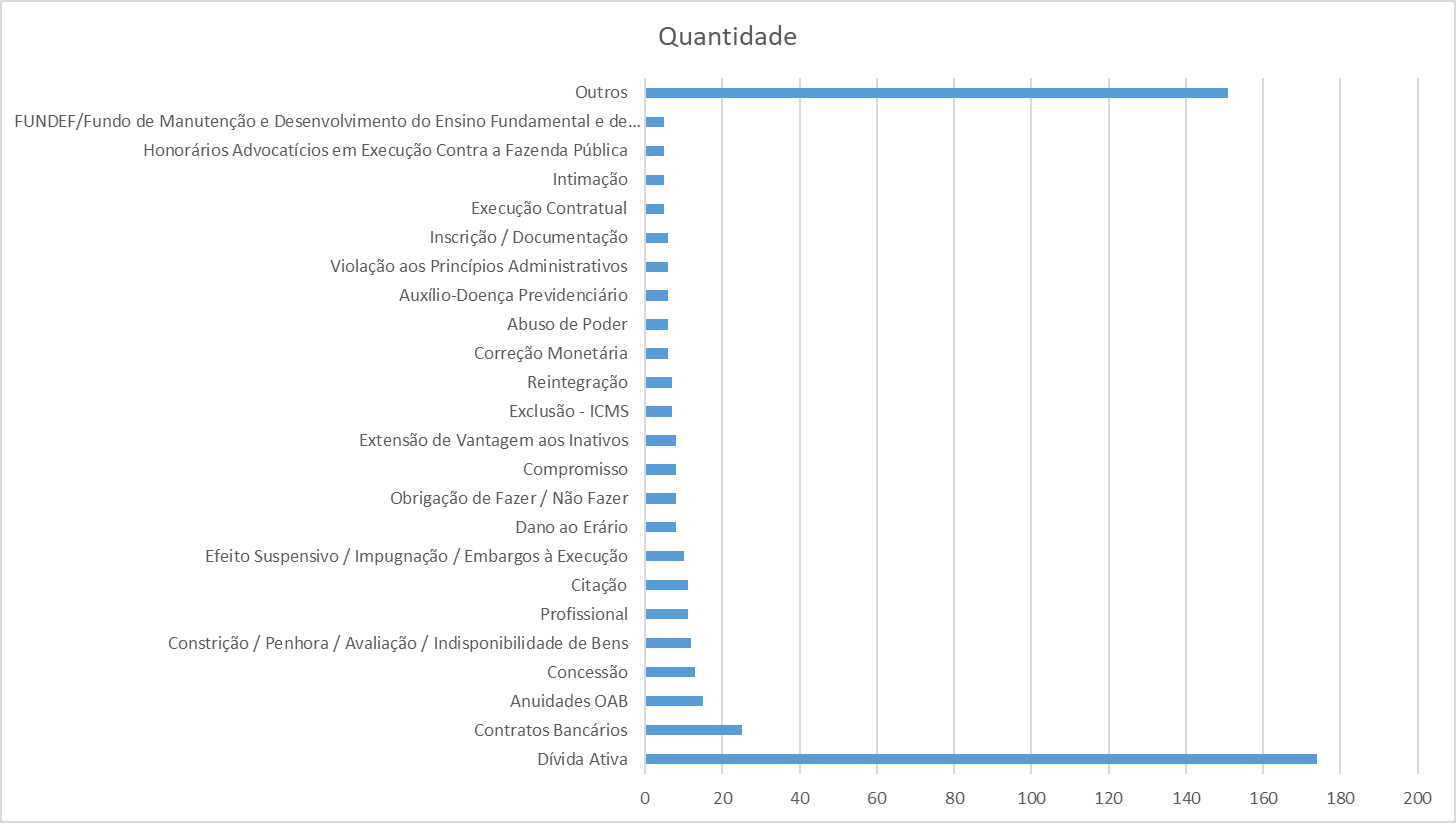 Quantidade
Outros
FUNDEF/Fundo de Manutenção e Desenvolvimento do Ensino Fundamental e de...
Honorários Advocatícios em Execução Contra a Fazenda Pública
Intimação
Execução Contratual
Inscrição / Documentação
Violação aos Princípios Administrativos
Auxílio-Doença Previdenciário
Abuso de Poder
Correção Monetária
Reintegração
Exclusão - ICMS
Extensão de Vantagem aos Inativos
Compromisso
Obrigação de Fazer / Não Fazer
Dano ao Erário
Efeito Suspensivo / Impugnação / Embargos à Execução
Citação
Profissional
Constrição / Penhora / Avaliação / Indisponibilidade de Bens
Concessão
Anuidades OAB
Contratos Bancários
Dívida Ativa
0 20 40 60 80 100 120 140 160 180 200